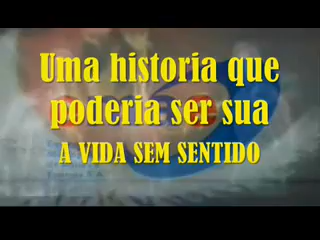 Uma historia que
poderia ser sua
A VIDA SEM SENTIDO